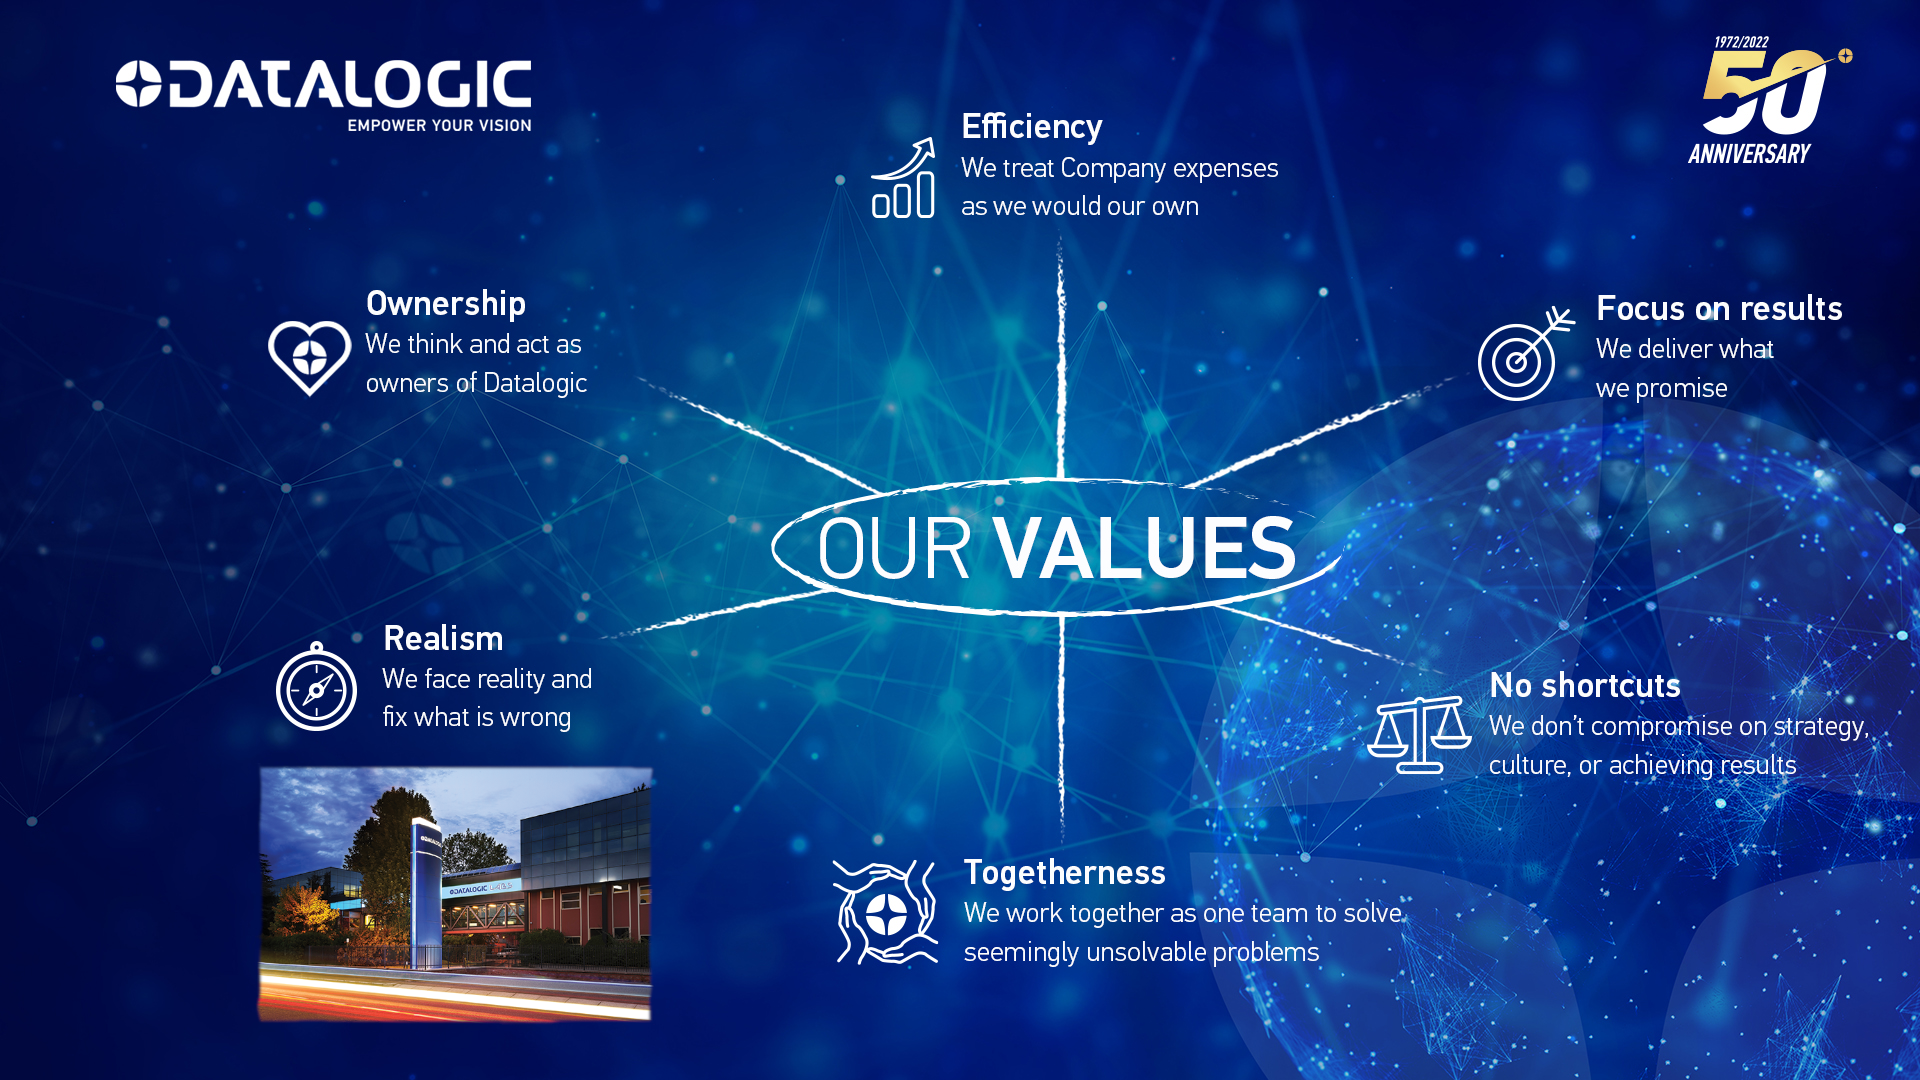 DATALOGIC
EMPOWER YOUR VISION
1972/2022
50
ANNIVERSARY
Efficiency
We treat Company expenses
as we would our own
Ownership
We think and act as
owners of Datalogic
Focus on results
We deliver what
we promise
OUR VALUES
Realism
We face reality and
fix what is wrong
No shortcuts
We don't compromise on strategy,
culture, or achieving results
Togetherness
We work together as one team to solve
seemingly unsolvable problems
DATALOGIC
DATALOGIC